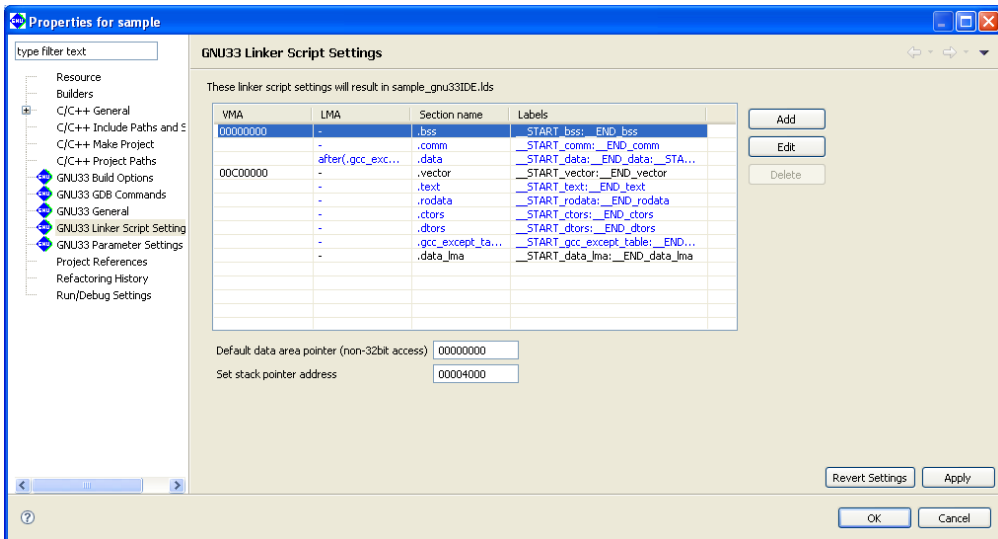 Properties for sample
type filter text
GNU33 Linker Script Settings
Resource
Builders
C/C++ General
C/C++ Include Paths and S
C/C++ Make Project
C/C++ Project Paths
GNU33 Build Options
GNU33 GDB Commands
GNU33 General
GNU33 Linker Script Setting
GNU33 Parameter Settings
Project References
Refactoring History
Run/Debug Settings
These linker script settings will result in sample_gnu33IDE.lds
VMA LMA Section name Labels
00000000 - .bss __START_bss:__END_bss
- .comm __START_comm:__END_comm
after(.gcc_exc... .data __START_data:__END_data:__STA...
00C00000 - .vector __START_vector:__END_vector
- .text __START_text:__END_text
- .rodata __START_rodata:__END_rodata
- .ctors __START_ctors:__END_ctors
- .dtors __START_dtors:__END_dtors
- .gcc_except_ta... __START_gcc_except_table:__END...
- .data_lma __START_data_lma:__END_data_lma
Add
Edit
Delete
Default data area pointer (non-32bit access) 00000000
Set stack pointer address 00004000
Revert Settings Apply
OK Cancel